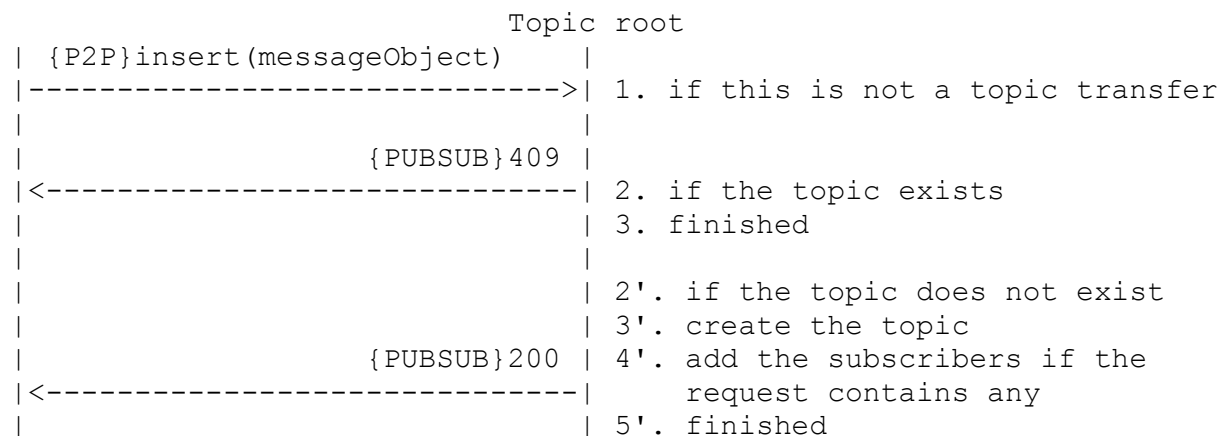 Topic root
| {P2P}insert(messageObject) |
|------------------------------>| 1. if this is not a topic transfer
| |
| {PUBSUB}409 |
|<------------------------------| 2. if the topic exists
| | 3. finished
| |
| | 2'. if the topic does not exist
| | 3'. create the topic
| {PUBSUB}200 | 4'. add the subscribers if the
|<------------------------------| request contains any
| | 5'. finished